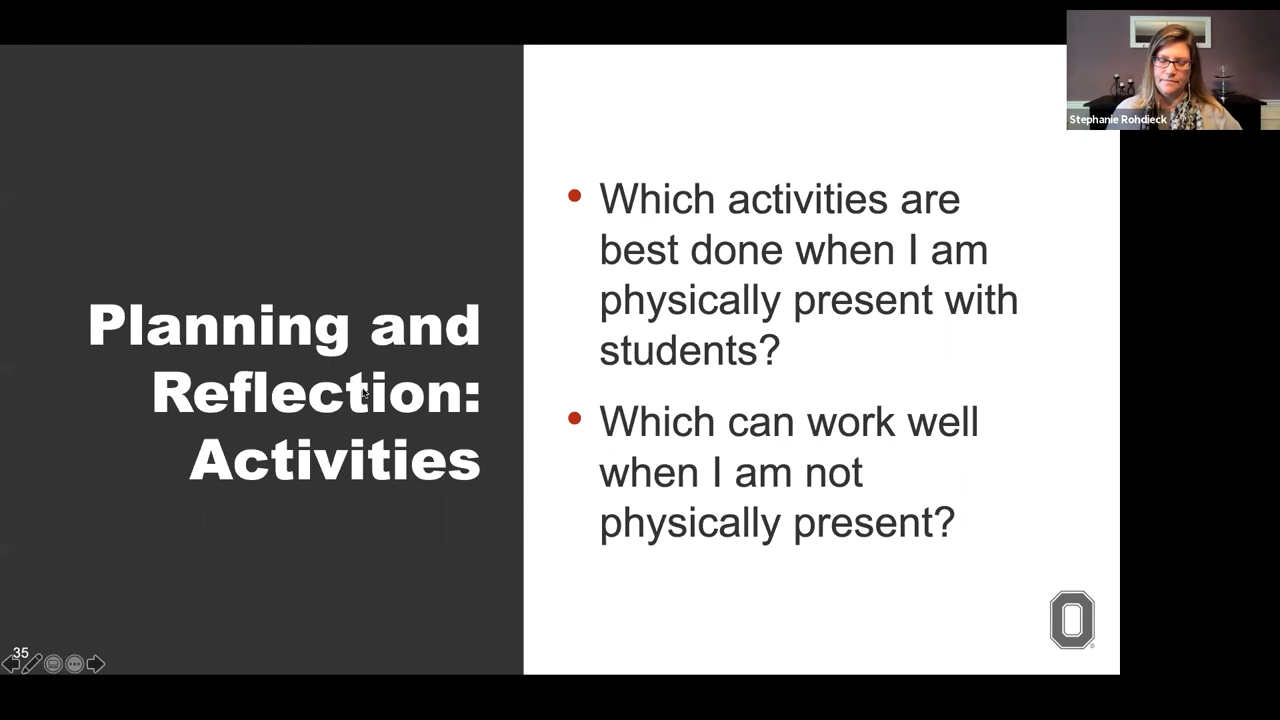 Stephanie Rohdieck
Planning and
Reflection:
Activities
• Which activities are
best done when I am
physically present with
students?
• Which can work well
when I am not
physically present?
O
35